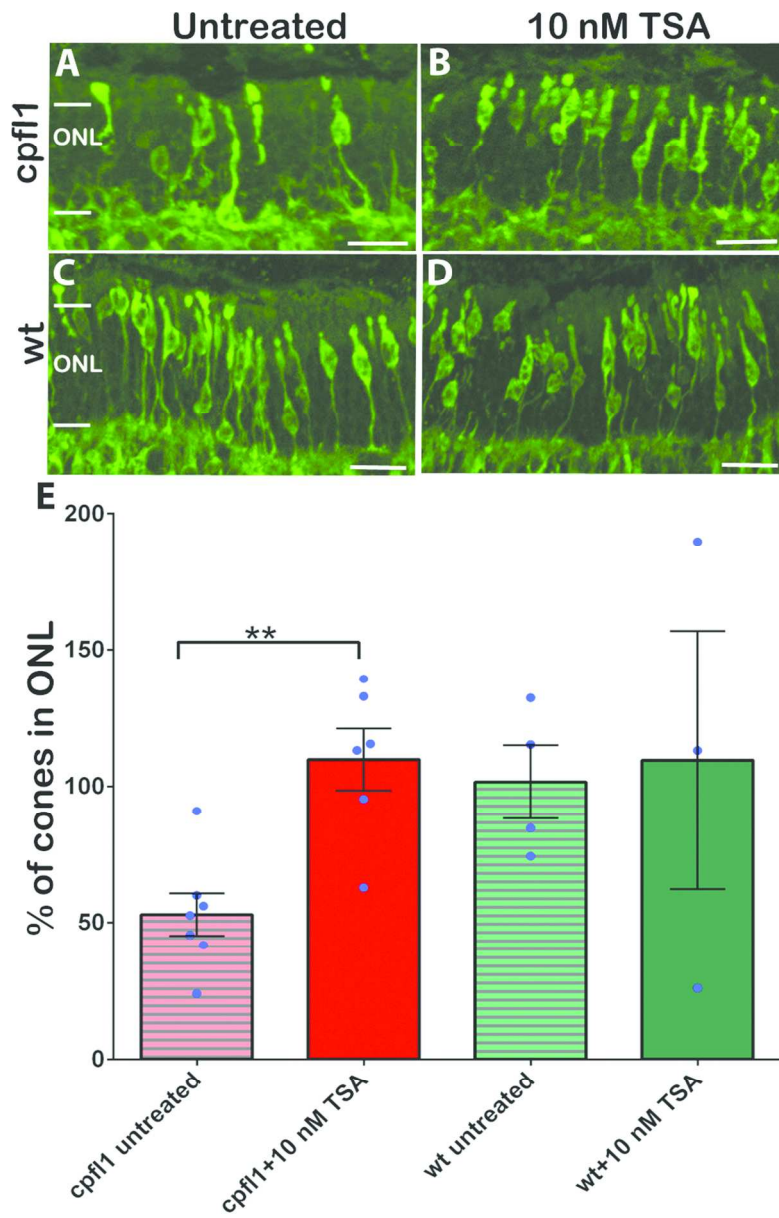 Untreated 10 nM TSA
A B
cpfl1
ONL
C D
wt
ONL
E
200
**
150
100
50
0
% of cones in ONL
cpfl1 untreated
cpfl1+10 nM TSA
wt untreated
wt+10 nM TSA